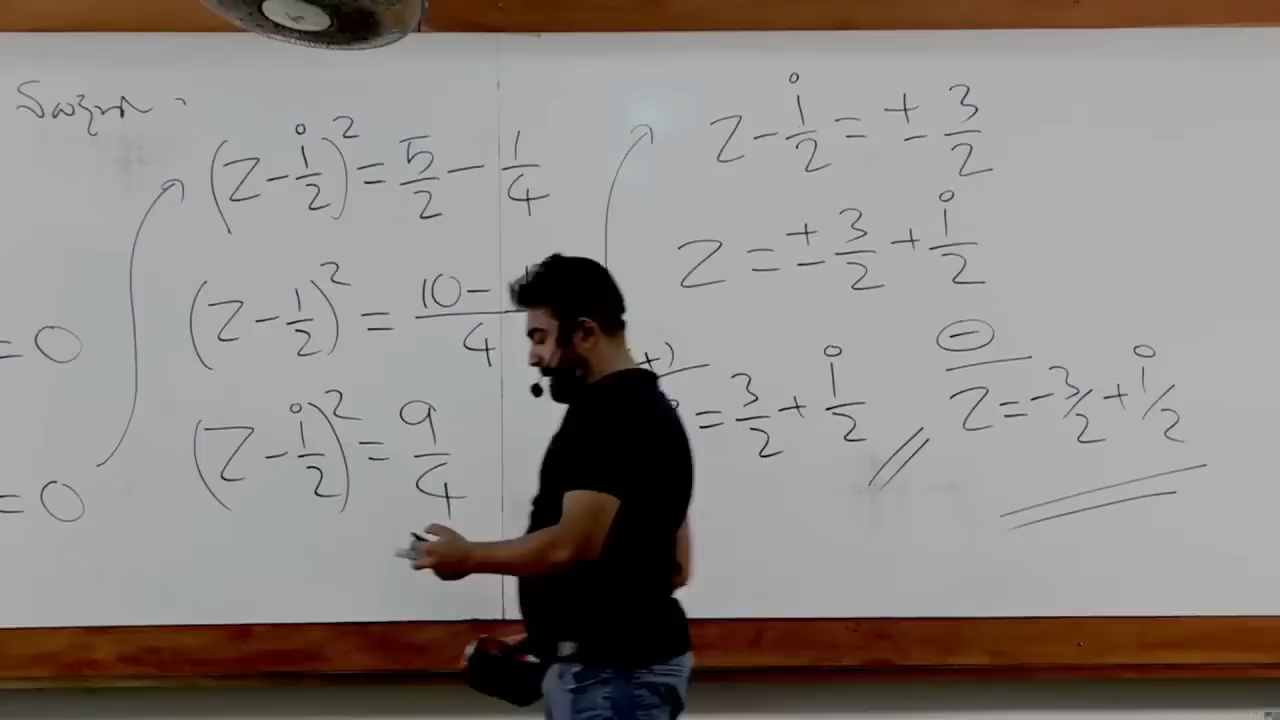 විසඳන්න.
(z - i/2)² = 5/2 - 1/4
(z - i/2)² = 10 - /4
(z - i/2)² = 9/4
= 0
= 0
z - i/2 = ± 3/2
z = ± 3/2 + i/2
+)
= 3/2 + i/2
(-)
z = -3/2 + i/2